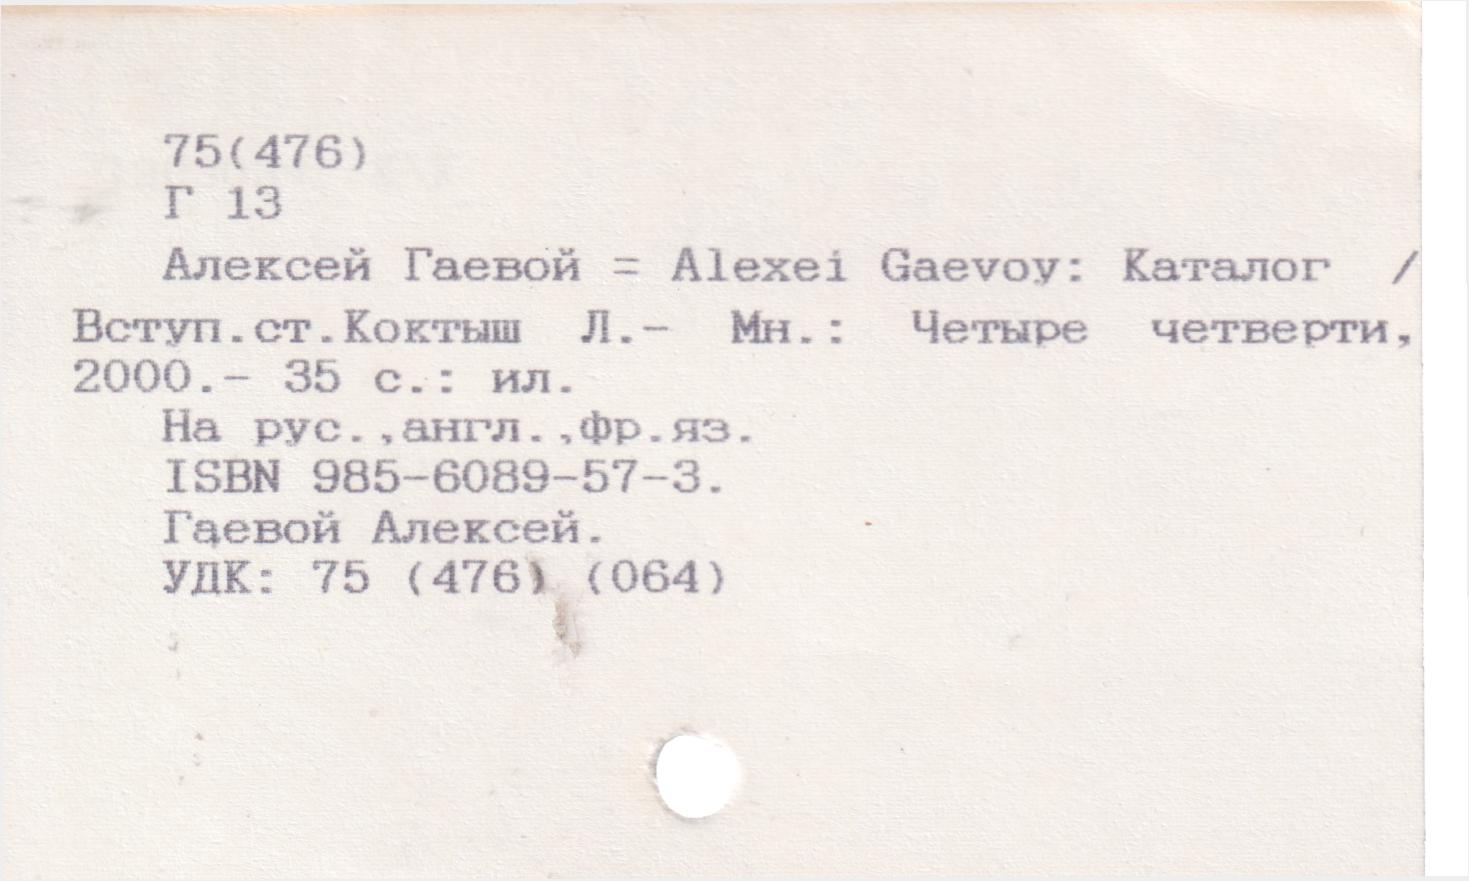 75(476)
Г 13
Алексей Гаевой = Alexei Gaevoy: Каталог /
Вступ.ст.Коктыш Л.- Мн.: Четыре четверти,
2000.- 35 с.: ил.
На рус.,англ.,фр.яз.
ISBN 985-6089-57-3.
Гаевой Алексей.
УДК: 75 (476) (064)